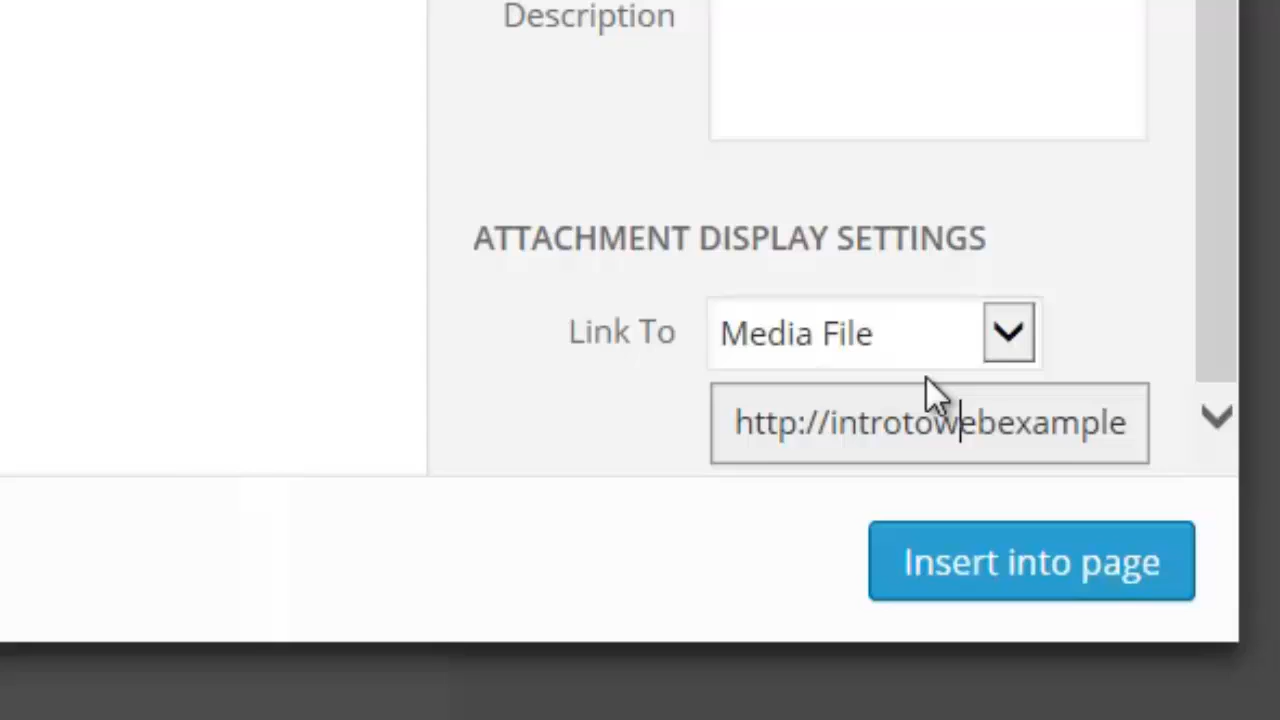 Description
ATTACHMENT DISPLAY SETTINGS
Link To
Media File
http://introtowebexample
Insert into page